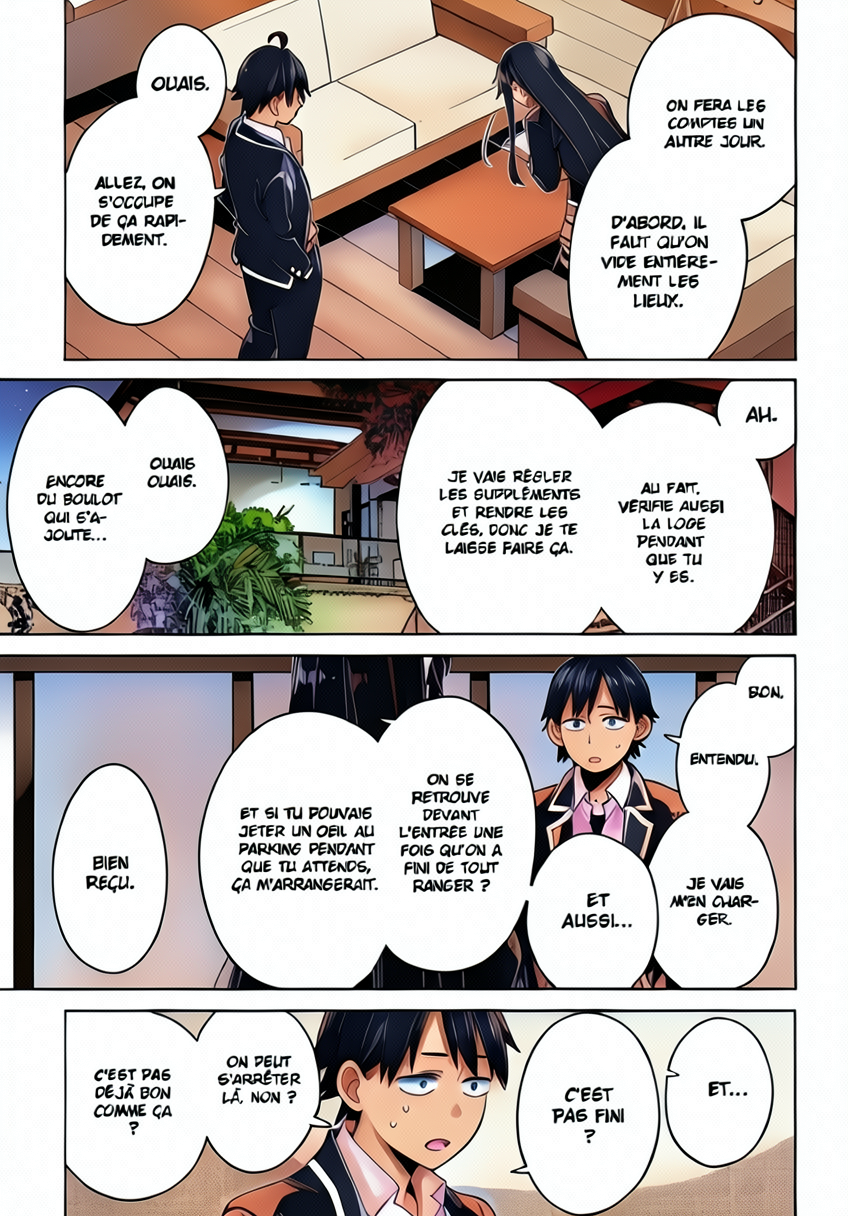 ON FERA LES
COMPTES UN
AUTRE JOUR.
D'ABORD, IL
FAUT QU'ON
VIDE ENTIÈRE-
MENT LES
LIEUX.
OUAIS.
ALLEZ, ON
S'OCCUPE
DE ÇA RAPI-
DEMENT.
AH.
AU FAIT,
VÉRIFIE AUSSI
LA LOGE
PENDANT
QUE TU
Y ES.
JE VAIS RÉGLER
LES SUPPLÉMENTS
ET RENDRE LES
CLÉS, DONC JE TE
LAISSE FAIRE ÇA.
OUAIS
OUAIS.
ENCORE
DU BOULOT
QUI S'A-
JOUTE...
BON,
ENTENDU.
JE VAIS
M'EN CHAR-
GER.
ET
AUSSI...
ON SE
RETROUVE
DEVANT
L'ENTRÉE UNE
FOIS QU'ON A
FINI DE TOUT
RANGER ?
ET SI TU POUVAIS
JETER UN OEIL AU
PARKING PENDANT
QUE TU ATTENDS,
ÇA M'ARRANGERAIT.
BIEN
REÇU.
ET...
C'EST
PAS FINI
?
ON PEUT
S'ARRÊTER
LÀ, NON ?
C'EST PAS
DÉJÀ BON
COMME ÇA
?